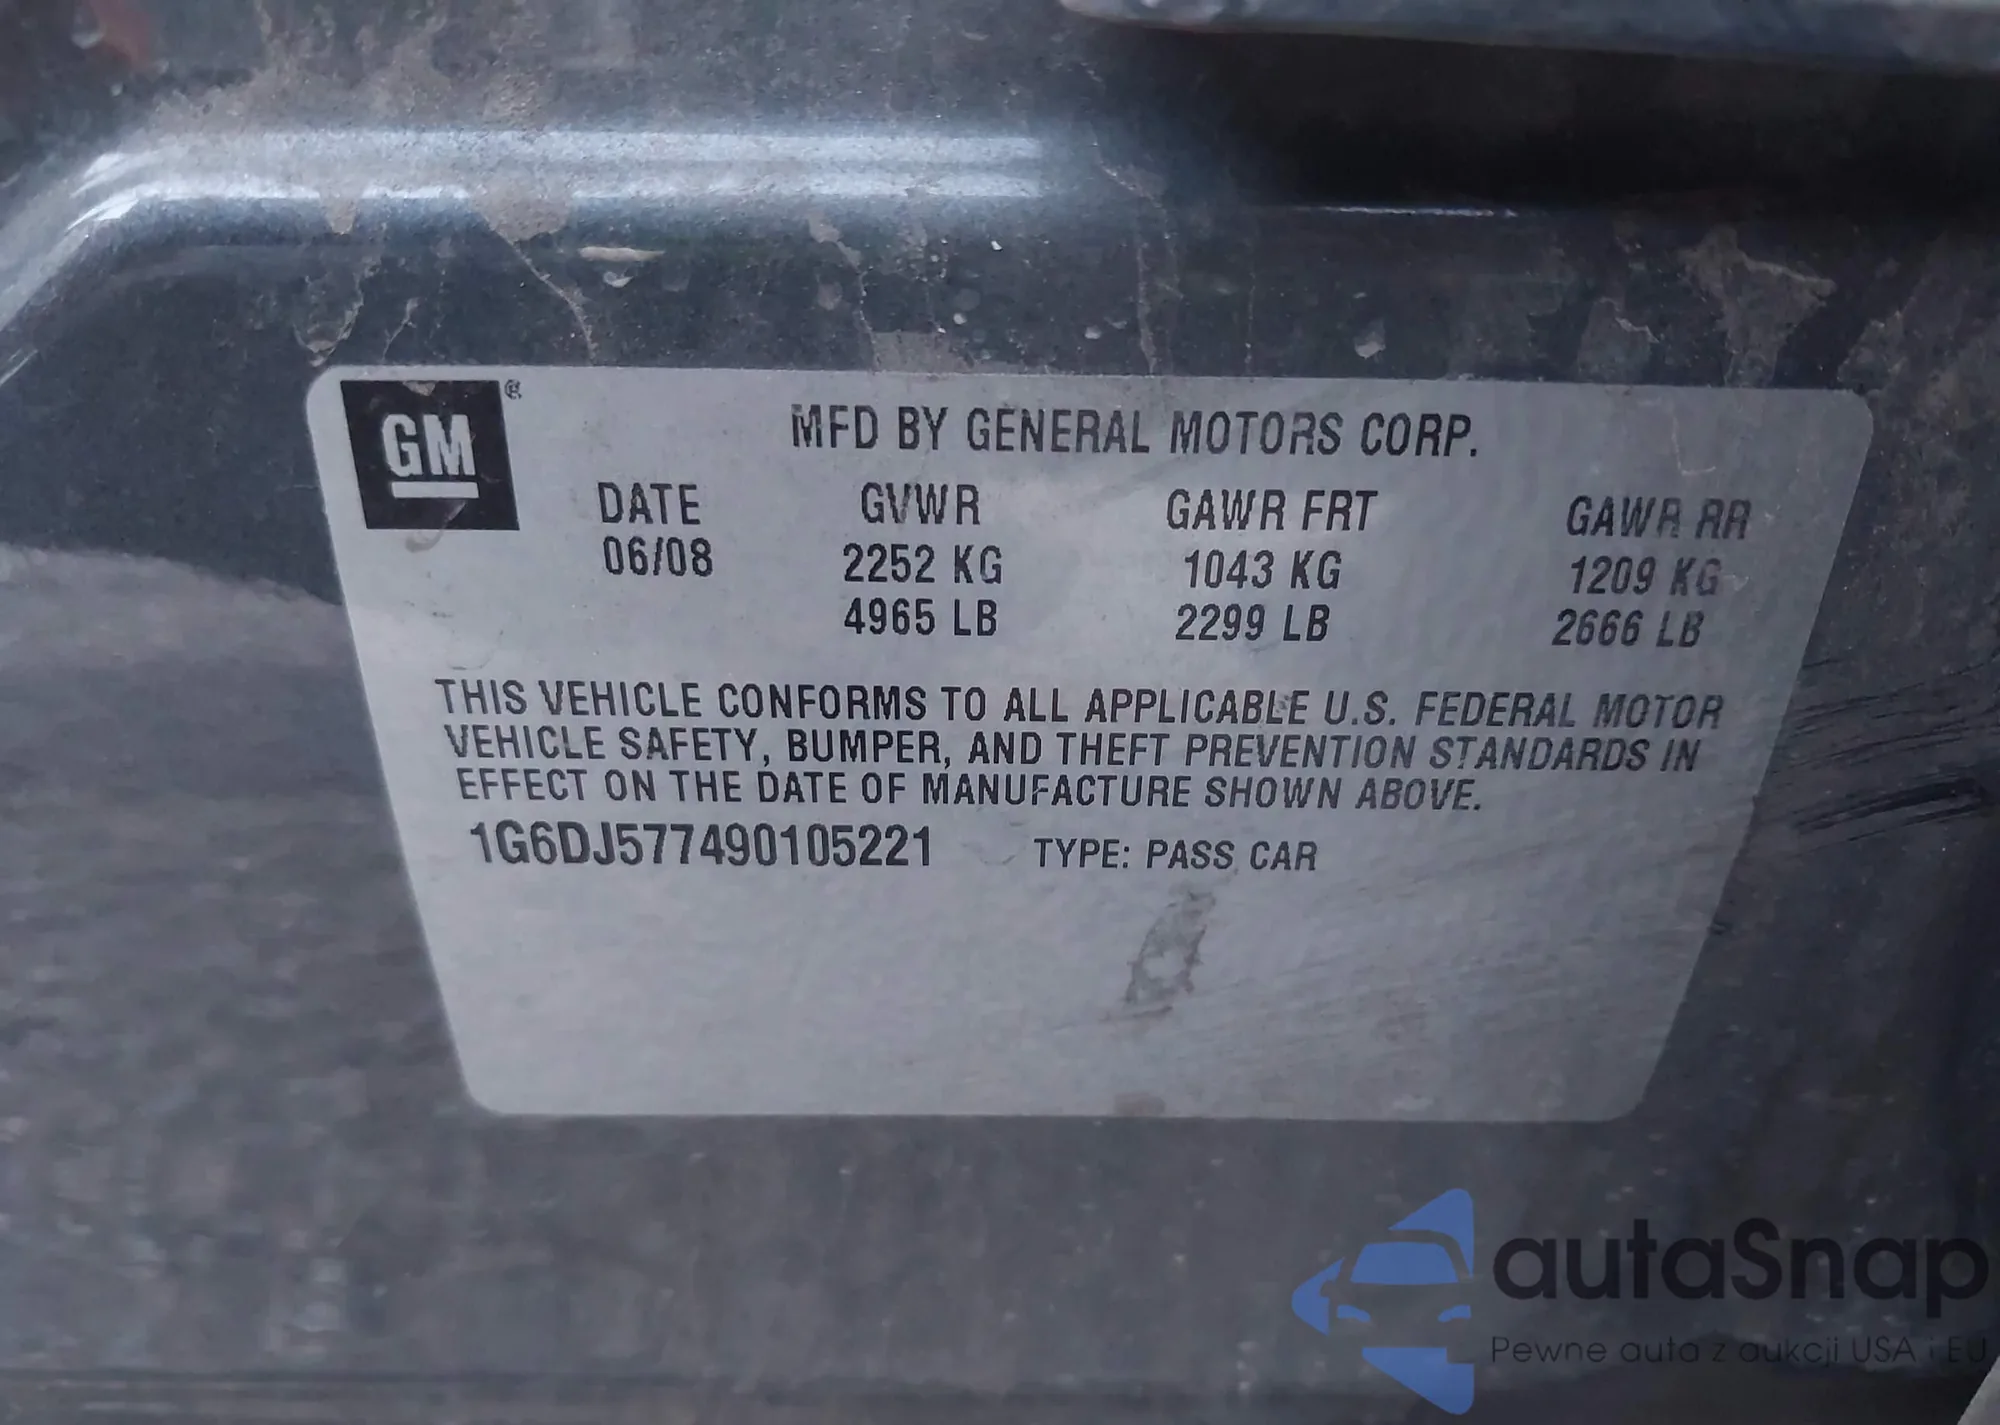 GM®
MFD BY GENERAL MOTORS CORP.
DATE GVWR GAWR FRT GAWR RR
06/08 2252 KG 1043 KG 1209 KG
4965 LB 2299 LB 2666 LB
THIS VEHICLE CONFORMS TO ALL APPLICABLE U.S. FEDERAL MOTOR
VEHICLE SAFETY, BUMPER, AND THEFT PREVENTION STANDARDS IN
EFFECT ON THE DATE OF MANUFACTURE SHOWN ABOVE.
1G6DJ577490105221 TYPE: PASS CAR
autaSnap
Pewne auta z aukcji USA i EU